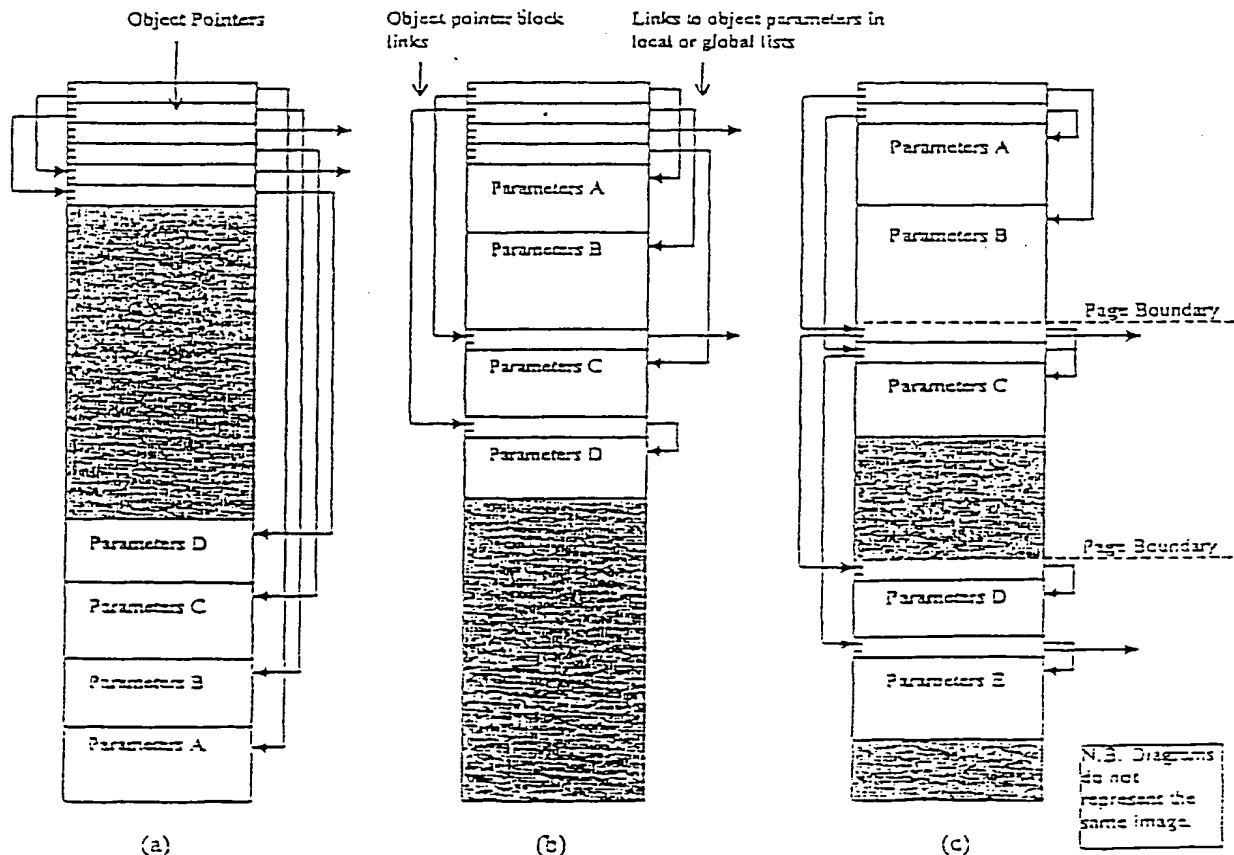 Object Pointers
Object pointer block
links
Links to object parameters in
local or global lists
Parameters D
Parameters C
Parameters B
Parameters A
(a)
Parameters A
Parameters B
Parameters C
Parameters D
(b)
Parameters A
Parameters B
Page Boundary
Parameters C
Page Boundary
Parameters D
Parameters E
(c)
N.B. Diagrams
do not
represent the
same image.